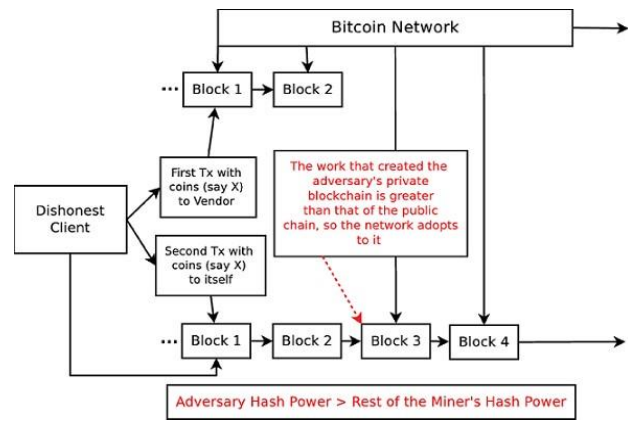 Bitcoin Network
... Block 1
Block 2
First Tx with
coins (say X)
to Vendor
The work that created the
adversary's private
blockchain is greater
than that of the public
chain, so the network adopts
to it
Dishonest
Client
Second Tx with
coins (say X)
to itself
... Block 1
Block 2
Block 3
Block 4
Adversary Hash Power > Rest of the Miner's Hash Power